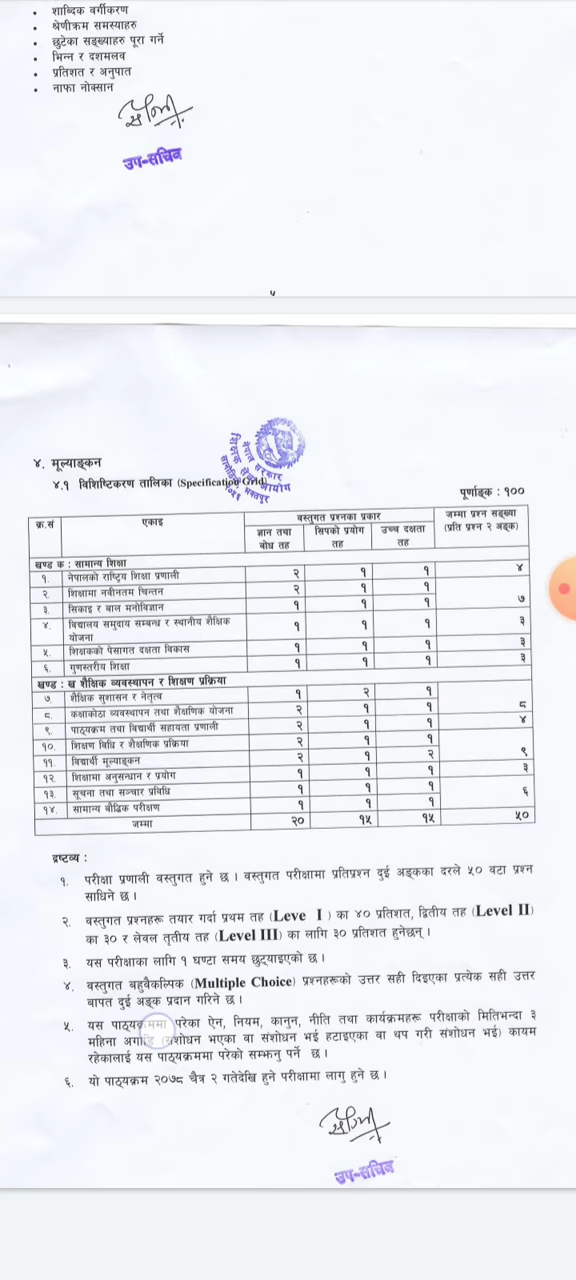 • शाब्दिक वर्गीकरण
• श्रेणीक्रम समस्याहरु
• छुटेका सङ्ख्याहरु पूरा गर्ने
• भिन्न र दशमलव
• प्रतिशत र अनुपात
• नाफा नोक्सान
उप-सचिव
५
४. मूल्याङ्कन
४.१ विशिष्टिकरण तालिका (Specification Grid)
पूर्णाङ्क : १००
क्र.सं एकाइ वस्तुगत प्रश्नका प्रकार जम्मा प्रश्न सङ्ख्या
(प्रति प्रश्न २ अङ्क)
ज्ञान तथा सिपको प्रयोग उच्च दक्षता
बोध तह तह तह
खण्ड क : सामान्य शिक्षा
१. नेपालको राष्ट्रिय शिक्षा प्रणाली २ १ १ ४
२. शिक्षामा नवीनतम चिन्तन २ १ १
३. सिकाइ र बाल मनोविज्ञान १ १ १ ७
४. विद्यालय समुदाय सम्बन्ध र स्थानीय शैक्षिक १ १ १ ३
योजना
५. शिक्षकको पेसागत दक्षता विकास १ १ १ ३
६. गुणस्तरीय शिक्षा १ १ १ ३
खण्ड : ख शैक्षिक व्यवस्थापन र शिक्षण प्रक्रिया
७. शैक्षिक सुशासन र नेतृत्व १ २ १
८. कक्षाकोठा व्यवस्थापन तथा शैक्षणिक योजना २ १ १ ८
९. पाठ्यक्रम तथा विद्यार्थी सहायता प्रणाली २ १ १ ४
१०. शिक्षण विधि र शैक्षणिक प्रक्रिया २ १ १
११. विद्यार्थी मूल्याङ्कन २ १ २ ९
१२. शिक्षामा अनुसन्धान र प्रयोग १ १ १ ३
१३. सूचना तथा सञ्चार प्रविधि १ १ १
१४. सामान्य बौद्धिक परीक्षण १ १ १ ६
जम्मा २० १५ १५ ५०
द्रष्टव्य :
१. परीक्षा प्रणाली वस्तुगत हुने छ । वस्तुगत परीक्षामा प्रतिप्रश्न दुई अङ्कका दरले ५० वटा प्रश्न
साधिने छ ।
२. वस्तुगत प्रश्नहरू तयार गर्दा प्रथम तह (Leve I ) का ४० प्रतिशत, द्वितीय तह (Level II)
का ३० र लेवल तृतीय तह (Level III) का लागि ३० प्रतिशत हुनेछन् ।
३. यस परीक्षाका लागि १ घण्टा समय छुट्याइएको छ ।
४. वस्तुगत बहुवैकल्पिक (Multiple Choice) प्रश्नहरूको उत्तर सही दिइएका प्रत्येक सही उत्तर
बापत दुई अङ्क प्रदान गरिने छ ।
५. यस पाठ्यक्रममा परेका ऐन, नियम, कानुन, नीति तथा कार्यक्रमहरू परीक्षाको मितिभन्दा ३
महिना अगाडि (संशोधन भएका वा संशोधन भई हटाइएका वा थप गरी संशोधन भई) कायम
रहेकालाई यस पाठ्यक्रममा परेको सम्झनु पर्ने छ ।
६. यो पाठ्यक्रम २०७८ चैत्र २ गतेदेखि हुने परीक्षामा लागु हुने छ ।
उप-सचिव